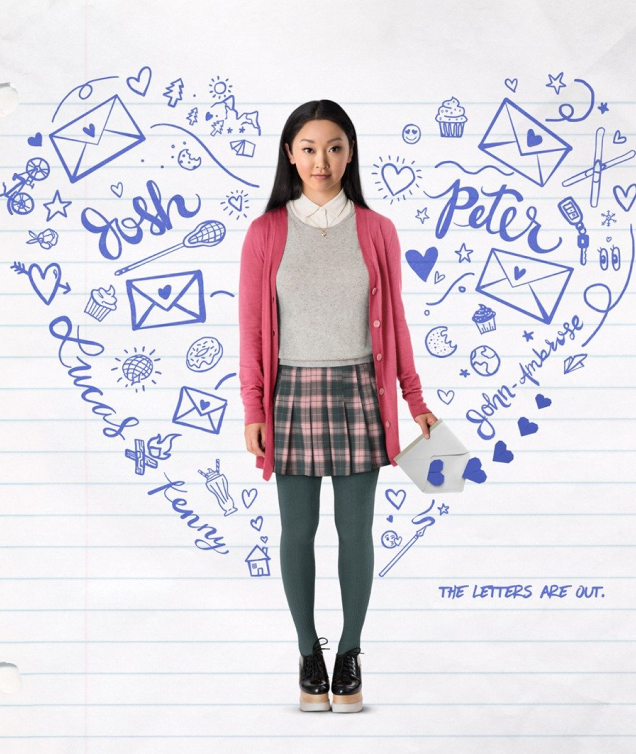 Josh
Peter
Lucas
John-Ambrose
Kenny
THE LETTERS ARE OUT.